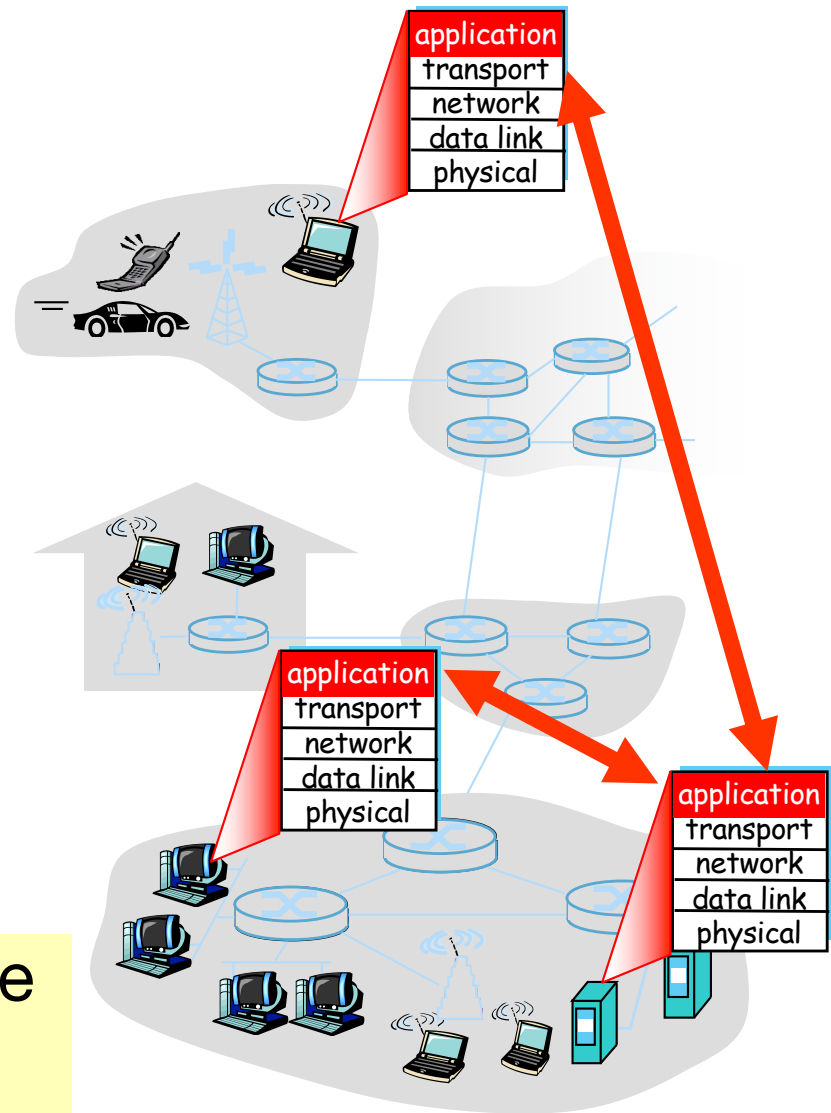 application
transport
network
data link
physical
application
transport
network
data link
physical
application
transport
network
data link
physical
e